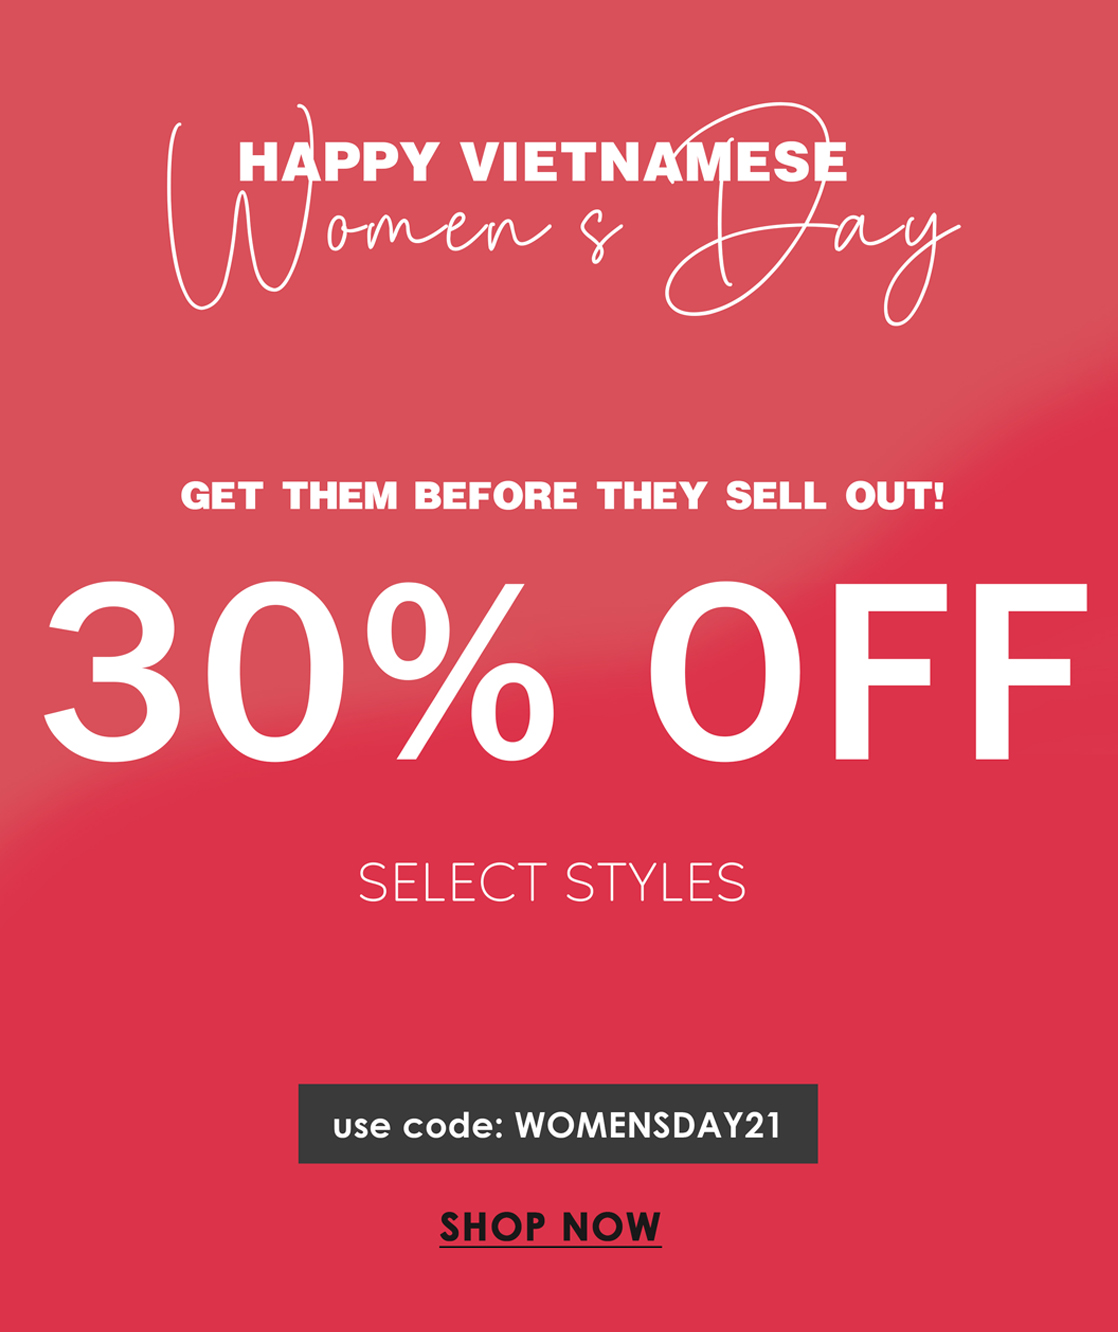 HAPPY VIETNAMESE
Women s Day
GET THEM BEFORE THEY SELL OUT!
30% OFF
SELECT STYLES
use code: WOMENSDAY21
SHOP NOW